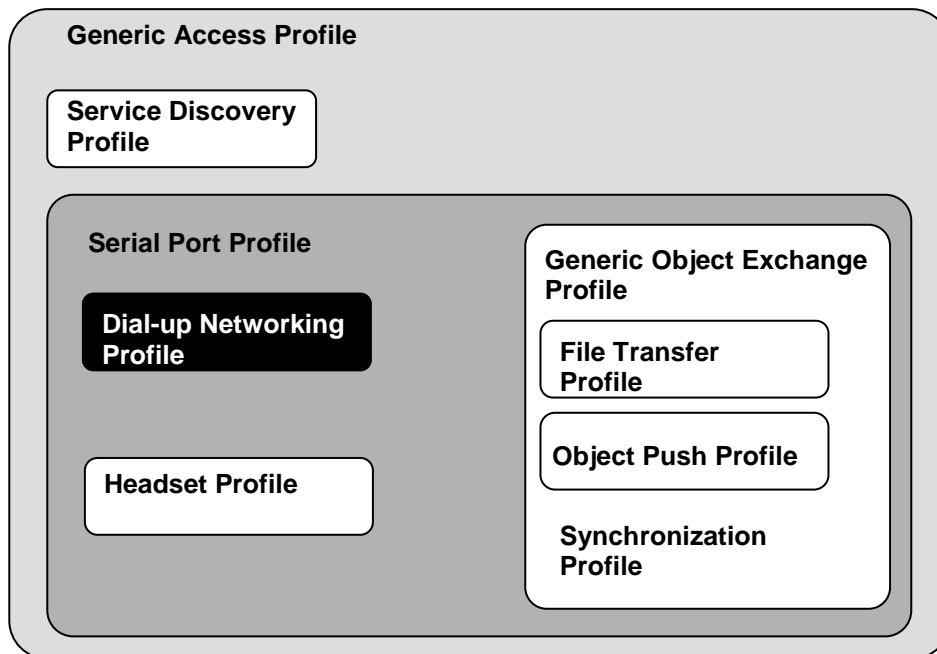 Generic Access Profile
Service Discovery
Profile
Serial Port Profile
Dial-up Networking
Profile
Headset Profile
Generic Object Exchange
Profile
File Transfer
Profile
Object Push Profile
Synchronization
Profile